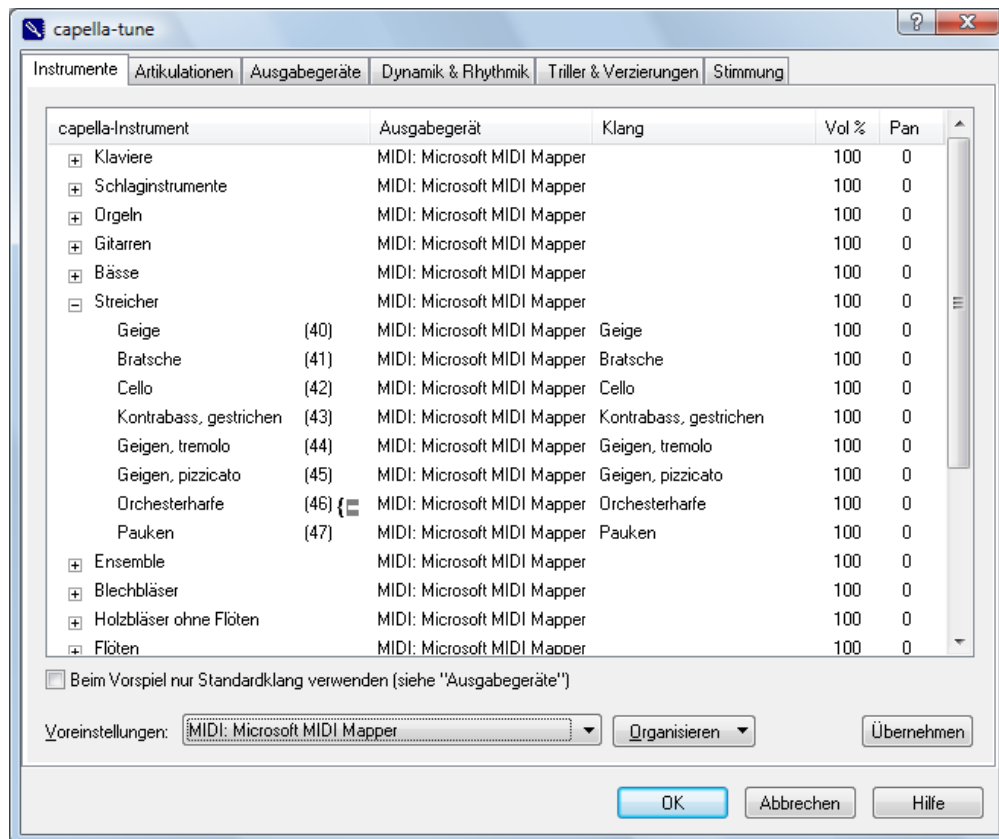 capella-tune
Instrumente Artikulationen Ausgabegeräte Dynamik & Rhythmik Triller & Verzierungen Stimmung
capella-Instrument Ausgabegerät Klang Vol % Pan
Klaviere MIDI: Microsoft MIDI Mapper 100 0
Schlaginstrumente MIDI: Microsoft MIDI Mapper 100 0
Orgeln MIDI: Microsoft MIDI Mapper 100 0
Gitarren MIDI: Microsoft MIDI Mapper 100 0
Bässe MIDI: Microsoft MIDI Mapper 100 0
Streicher MIDI: Microsoft MIDI Mapper 100 0
Geige (40) MIDI: Microsoft MIDI Mapper Geige 100 0
Bratsche (41) MIDI: Microsoft MIDI Mapper Bratsche 100 0
Cello (42) MIDI: Microsoft MIDI Mapper Cello 100 0
Kontrabass, gestrichen (43) MIDI: Microsoft MIDI Mapper Kontrabass, gestrichen 100 0
Geigen, tremolo (44) MIDI: Microsoft MIDI Mapper Geigen, tremolo 100 0
Geigen, pizzicato (45) MIDI: Microsoft MIDI Mapper Geigen, pizzicato 100 0
Orchesterharfe (46) MIDI: Microsoft MIDI Mapper Orchesterharfe 100 0
Pauken (47) MIDI: Microsoft MIDI Mapper Pauken 100 0
Ensemble MIDI: Microsoft MIDI Mapper 100 0
Blechbläser MIDI: Microsoft MIDI Mapper 100 0
Holzbläser ohne Flöten MIDI: Microsoft MIDI Mapper 100 0
Flöten MIDI: Microsoft MIDI Mapper 100 0
Beim Vorspiel nur Standardklang verwenden (siehe "Ausgabegeräte")
Voreinstellungen: MIDI: Microsoft MIDI Mapper Organisieren Übernehmen
OK Abbrechen Hilfe